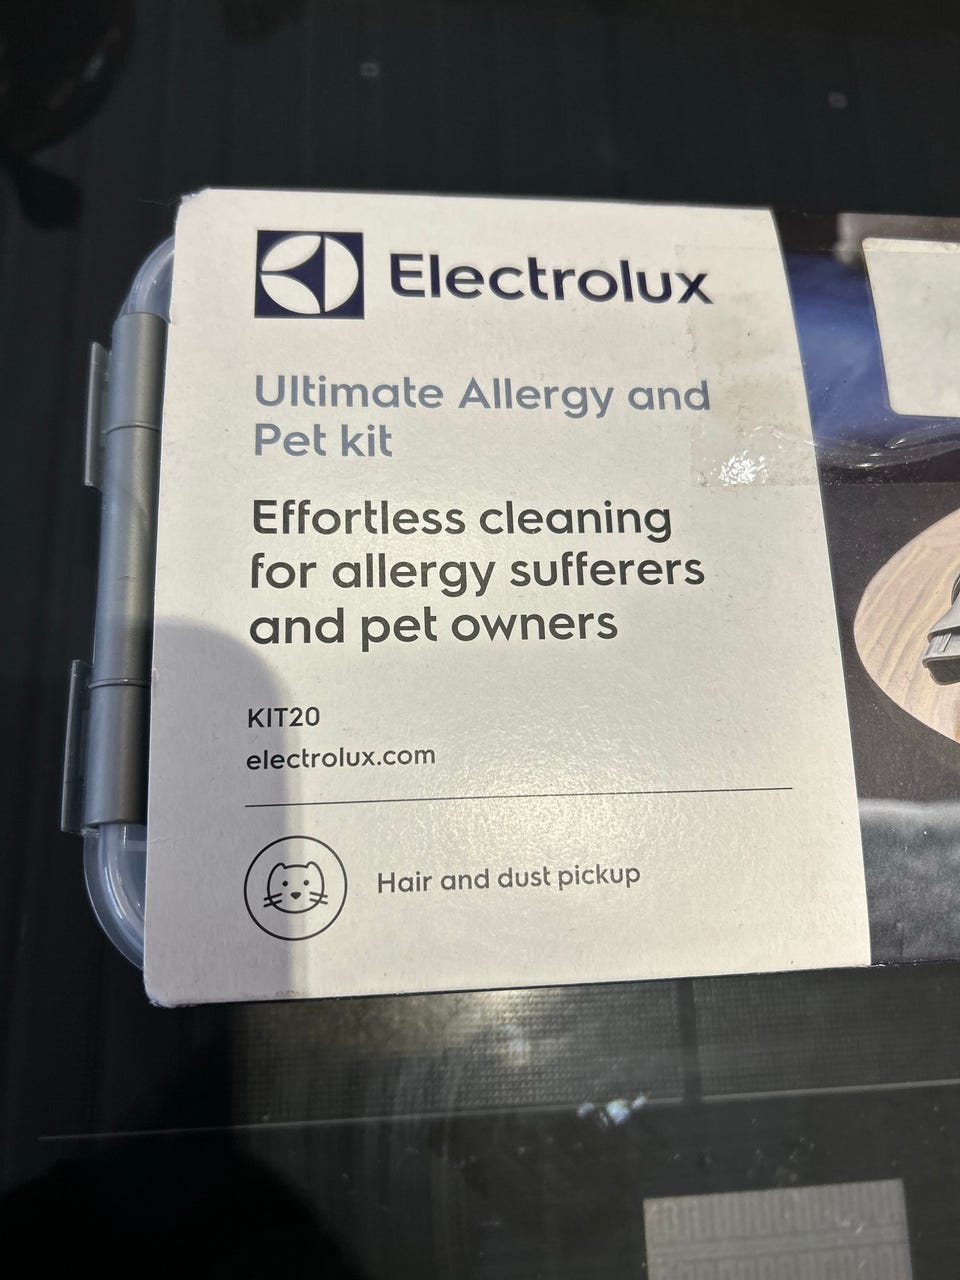 Electrolux
Ultimate Allergy and
Pet kit
Effortless cleaning
for allergy sufferers
and pet owners
KIT20
electrolux.com
Hair and dust pickup